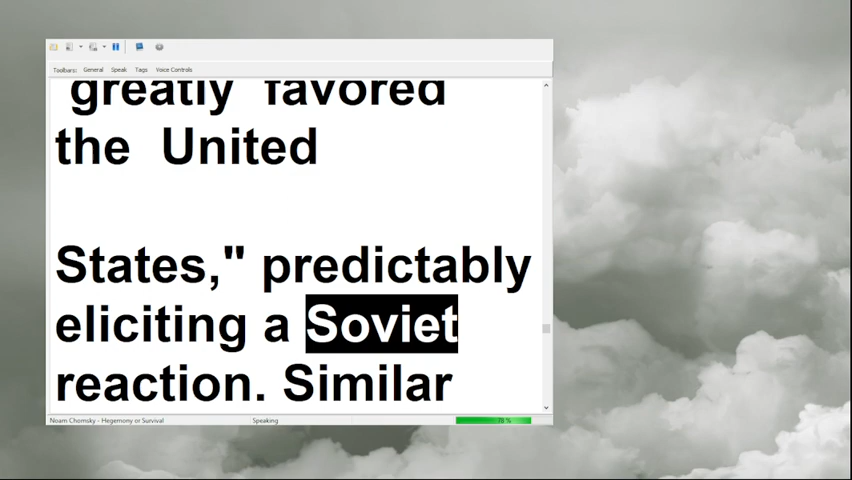 Toolbars: General Speak Tags Voice Controls
greatly favored
the United
States," predictably
eliciting a Soviet
reaction. Similar
Noam Chomsky - Hegemony or Survival Speaking 70 %